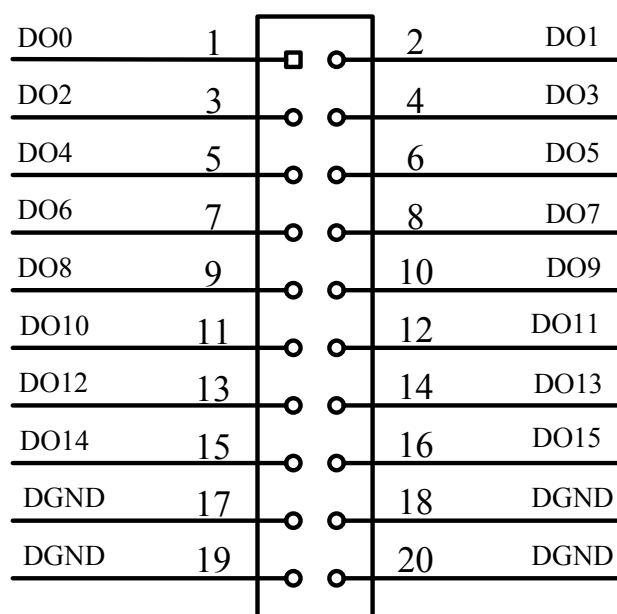 DO0 1 2 DO1
DO2 3 4 DO3
DO4 5 6 DO5
DO6 7 8 DO7
DO8 9 10 DO9
DO10 11 12 DO11
DO12 13 14 DO13
DO14 15 16 DO15
DGND 17 18 DGND
DGND 19 20 DGND